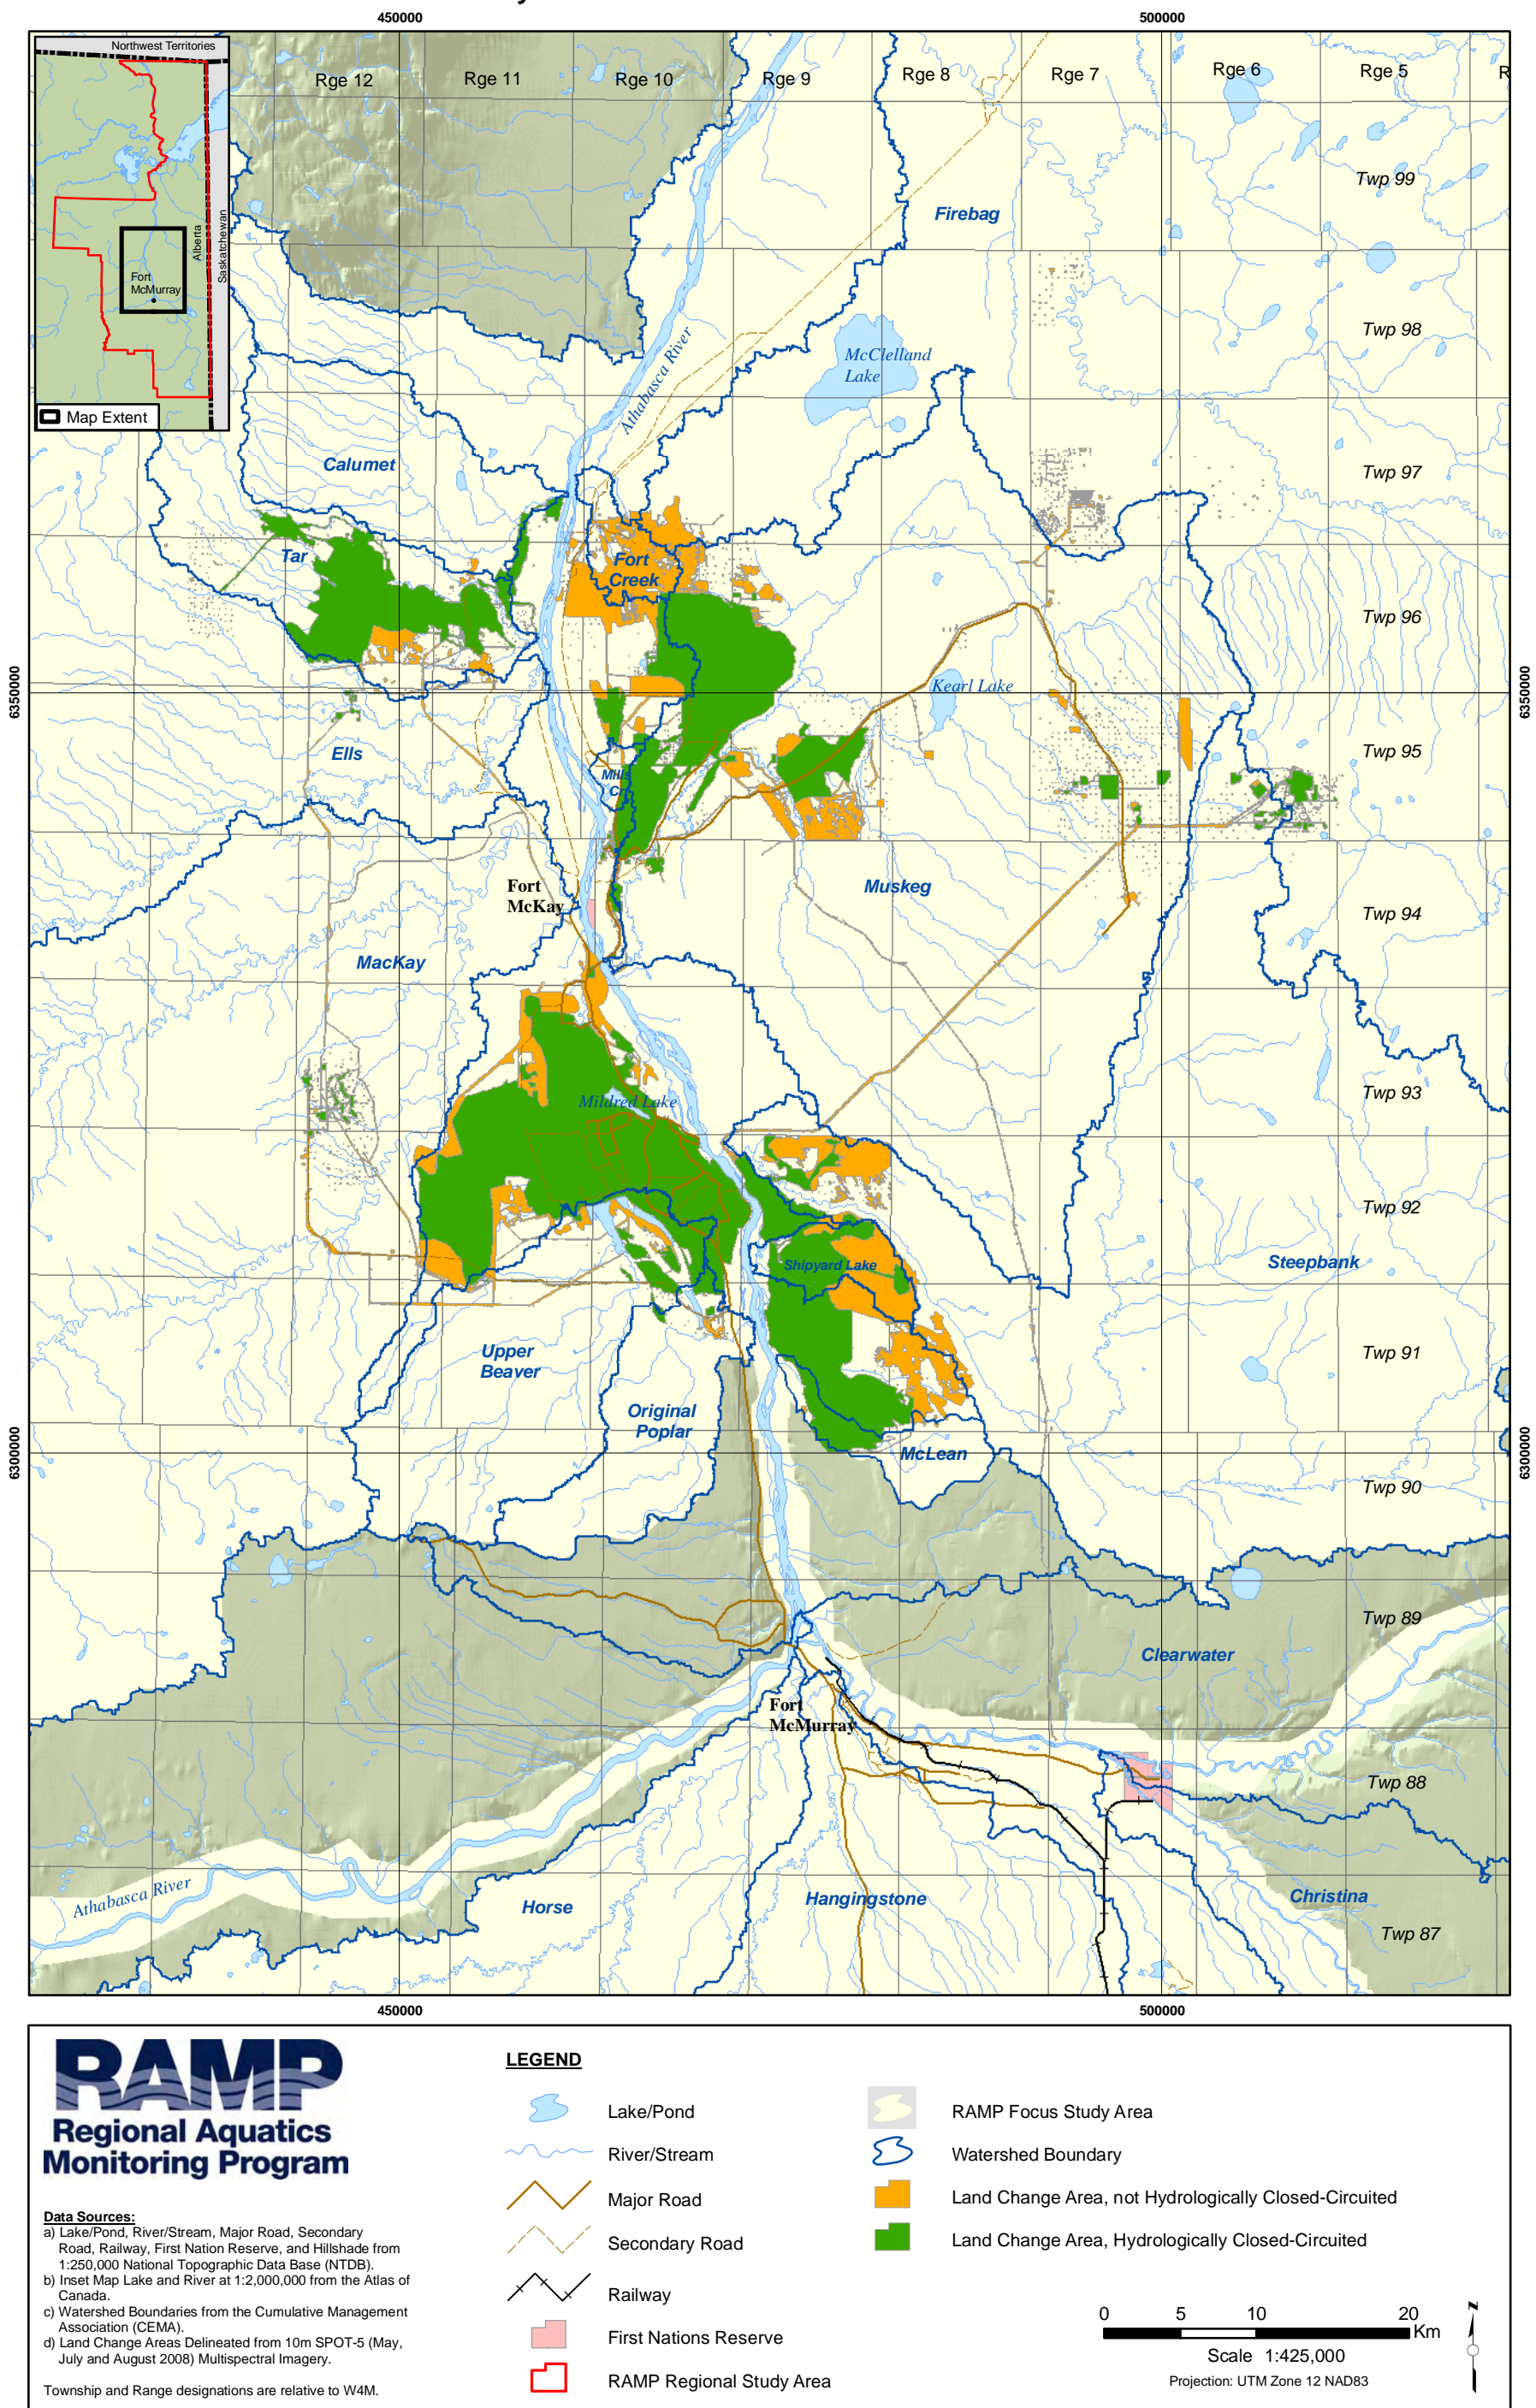 450000
500000
Northwest Territories
Alberta
Saskatchewan
Fort
McMurray
Map Extent
Rge 12
Rge 11
Rge 10
Rge 9
Rge 8
Rge 7
Rge 6
Rge 5
R
Twp 99
Firebag
Twp 98
Athabasca River
McClelland
Lake
Calumet
Twp 97
Tar
Fort
Creek
Twp 96
6350000
6350000
Kearl Lake
Ells
Twp 95
Mills
Cr
Fort
McKay
Muskeg
Twp 94
MacKay
Mildred Lake
Twp 93
Twp 92
Shipyard Lake
Steepbank
Upper
Beaver
Twp 91
Original
Poplar
McLean
6300000
6300000
Twp 90
Twp 89
Clearwater
Fort
McMurray
Twp 88
Athabasca River
Horse
Hangingstone
Christina
Twp 87
450000
500000
RAMP
Regional Aquatics
Monitoring Program
Data Sources:
a) Lake/Pond, River/Stream, Major Road, Secondary
Road, Railway, First Nation Reserve, and Hillshade from
1:250,000 National Topographic Data Base (NTDB).
b) Inset Map Lake and River at 1:2,000,000 from the Atlas of
Canada.
c) Watershed Boundaries from the Cumulative Management
Association (CEMA).
d) Land Change Areas Delineated from 10m SPOT-5 (May,
July and August 2008) Multispectral Imagery.
Township and Range designations are relative to W4M.
LEGEND
Lake/Pond
River/Stream
Major Road
Secondary Road
Railway
First Nations Reserve
RAMP Regional Study Area
RAMP Focus Study Area
Watershed Boundary
Land Change Area, not Hydrologically Closed-Circuited
Land Change Area, Hydrologically Closed-Circuited
0 5 10 20
Km
Scale 1:425,000
Projection: UTM Zone 12 NAD83
N